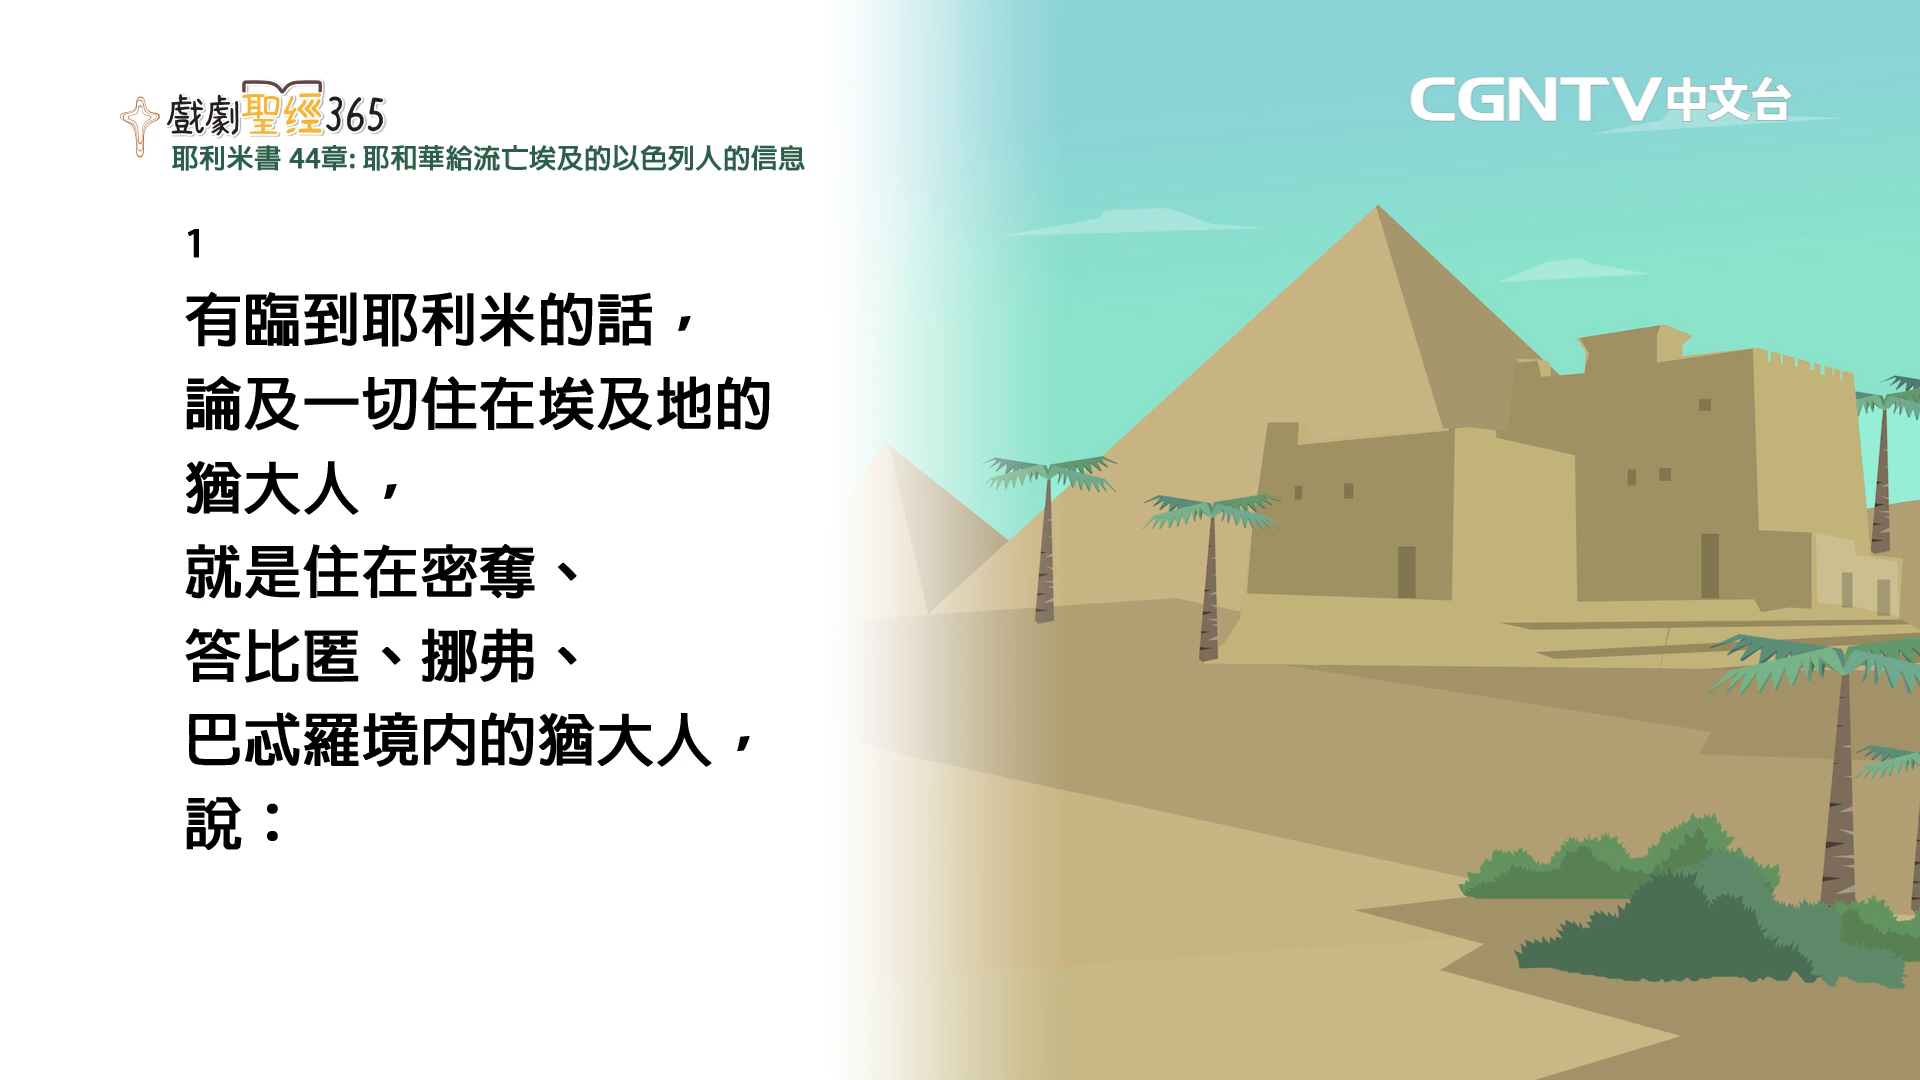 戲劇聖經365
CGNTV中文台
耶利米書 44章: 耶和華給流亡埃及的以色列人的信息
1
有臨到耶利米的話，
論及一切住在埃及地的
猶大人，
就是住在密奪、
答比匿、挪弗、
巴忒羅境内的猶大人，
說：